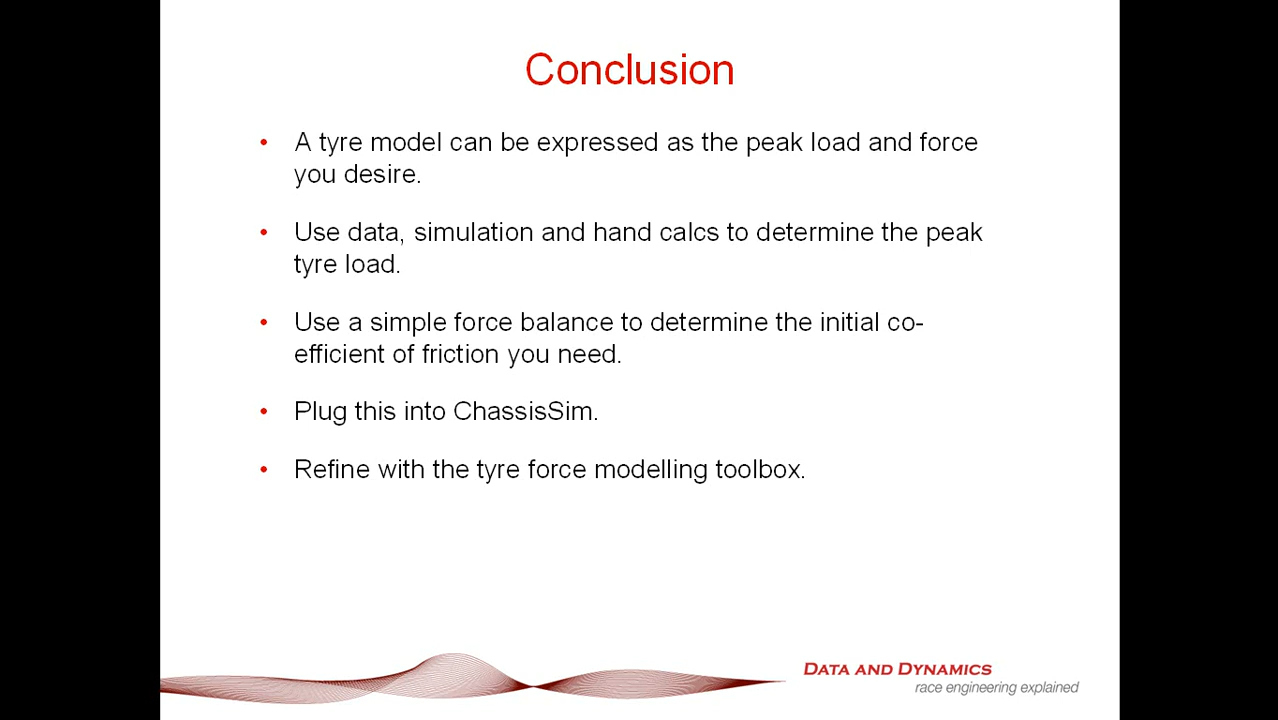 Conclusion
• A tyre model can be expressed as the peak load and force
you desire.
• Use data, simulation and hand calcs to determine the peak
tyre load.
• Use a simple force balance to determine the initial co-
efficient of friction you need.
• Plug this into ChassisSim.
• Refine with the tyre force modelling toolbox.
DATA AND DYNAMICS
race engineering explained